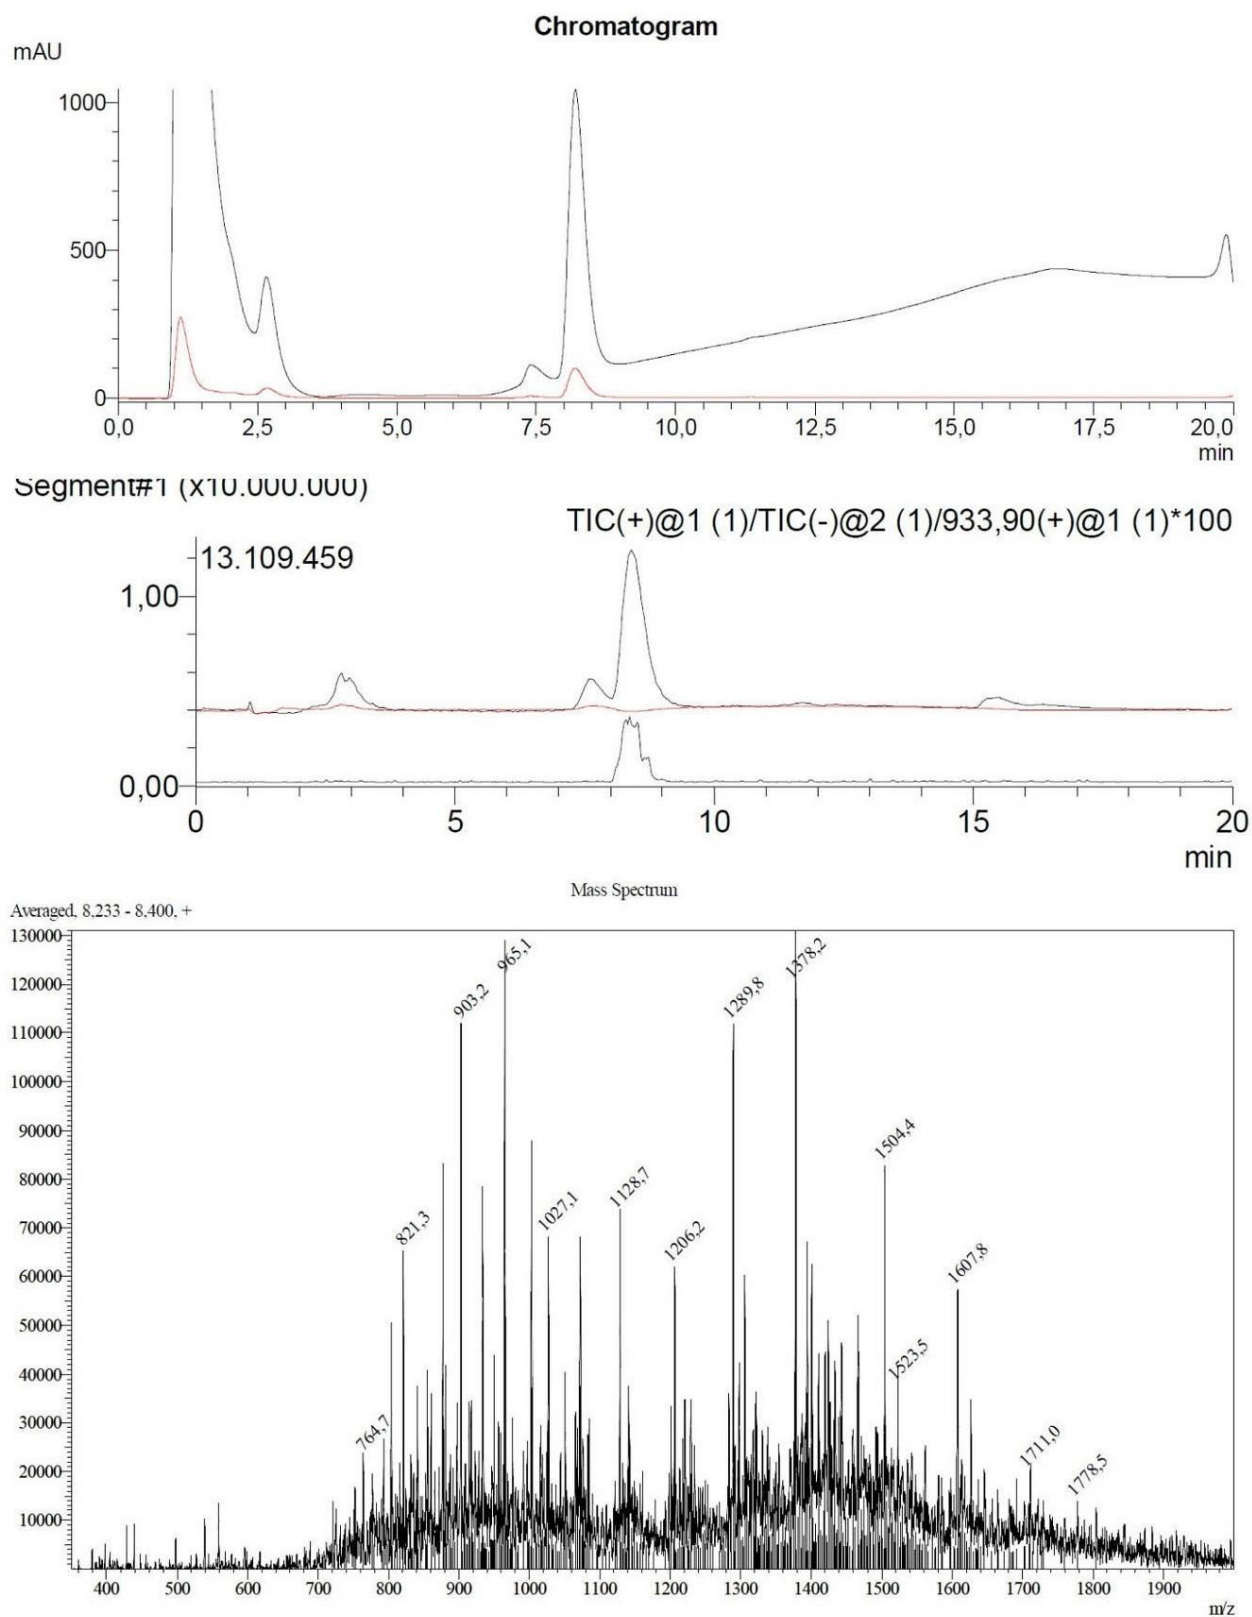 Chromatogram
mAU
1000
500
0
0,0 2,5 5,0 7,5 10,0 12,5 15,0 17,5 20,0
min
Segment#1 (x10.000.000)
TIC(+)@1 (1)/TIC(-)@2 (1)/933,90(+)@1 (1)*100
13.109.459
1,00
0,00
0 5 10 15 20
min
Mass Spectrum
Averaged, 8,233 - 8,400, +
130000
120000
110000
100000
90000
80000
70000
60000
50000
40000
30000
20000
10000
764,7
821,3
903,2
965,1
1027,1
1128,7
1206,2
1289,8
1378,2
1504,4
1523,5
1607,8
1711,0
1778,5
400 500 600 700 800 900 1000 1100 1200 1300 1400 1500 1600 1700 1800 1900
m/z